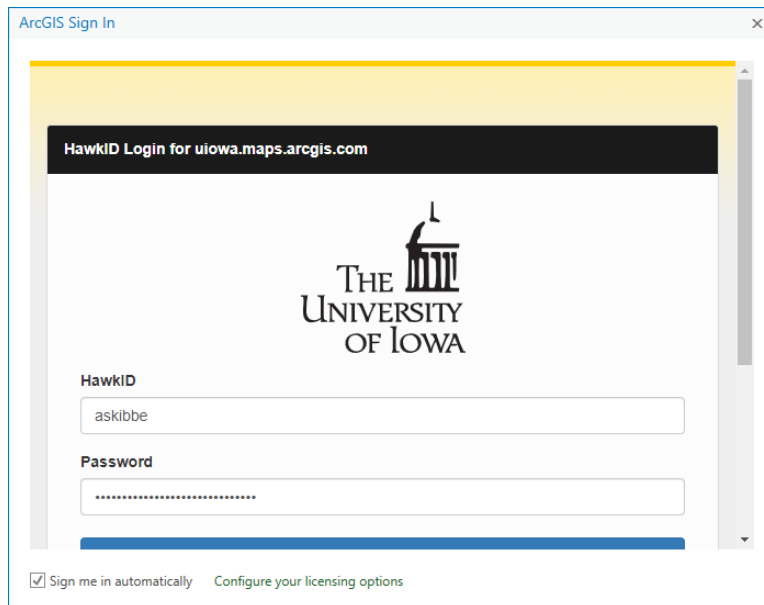 ArcGIS Sign In
HawkID Login for uiowa.maps.arcgis.com
THE
UNIVERSITY
OF IOWA
HawkID
askibbe
Password
••••••••••••••••••••••••••••••
Sign me in automatically Configure your licensing options